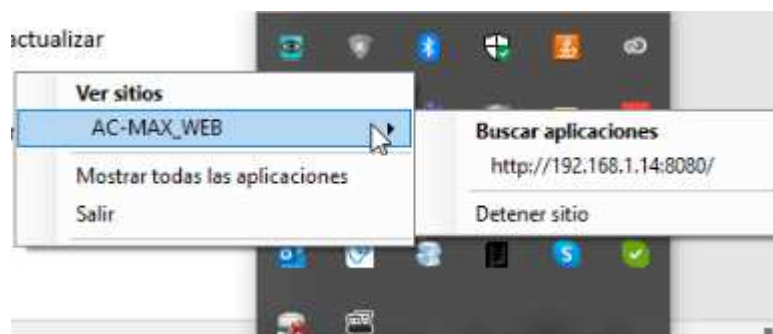 actualizar
Ver sitios
AC-MAX_WEB
Mostrar todas las aplicaciones
Salir
Buscar aplicaciones
http://192.168.1.14:8080/
Detener sitio